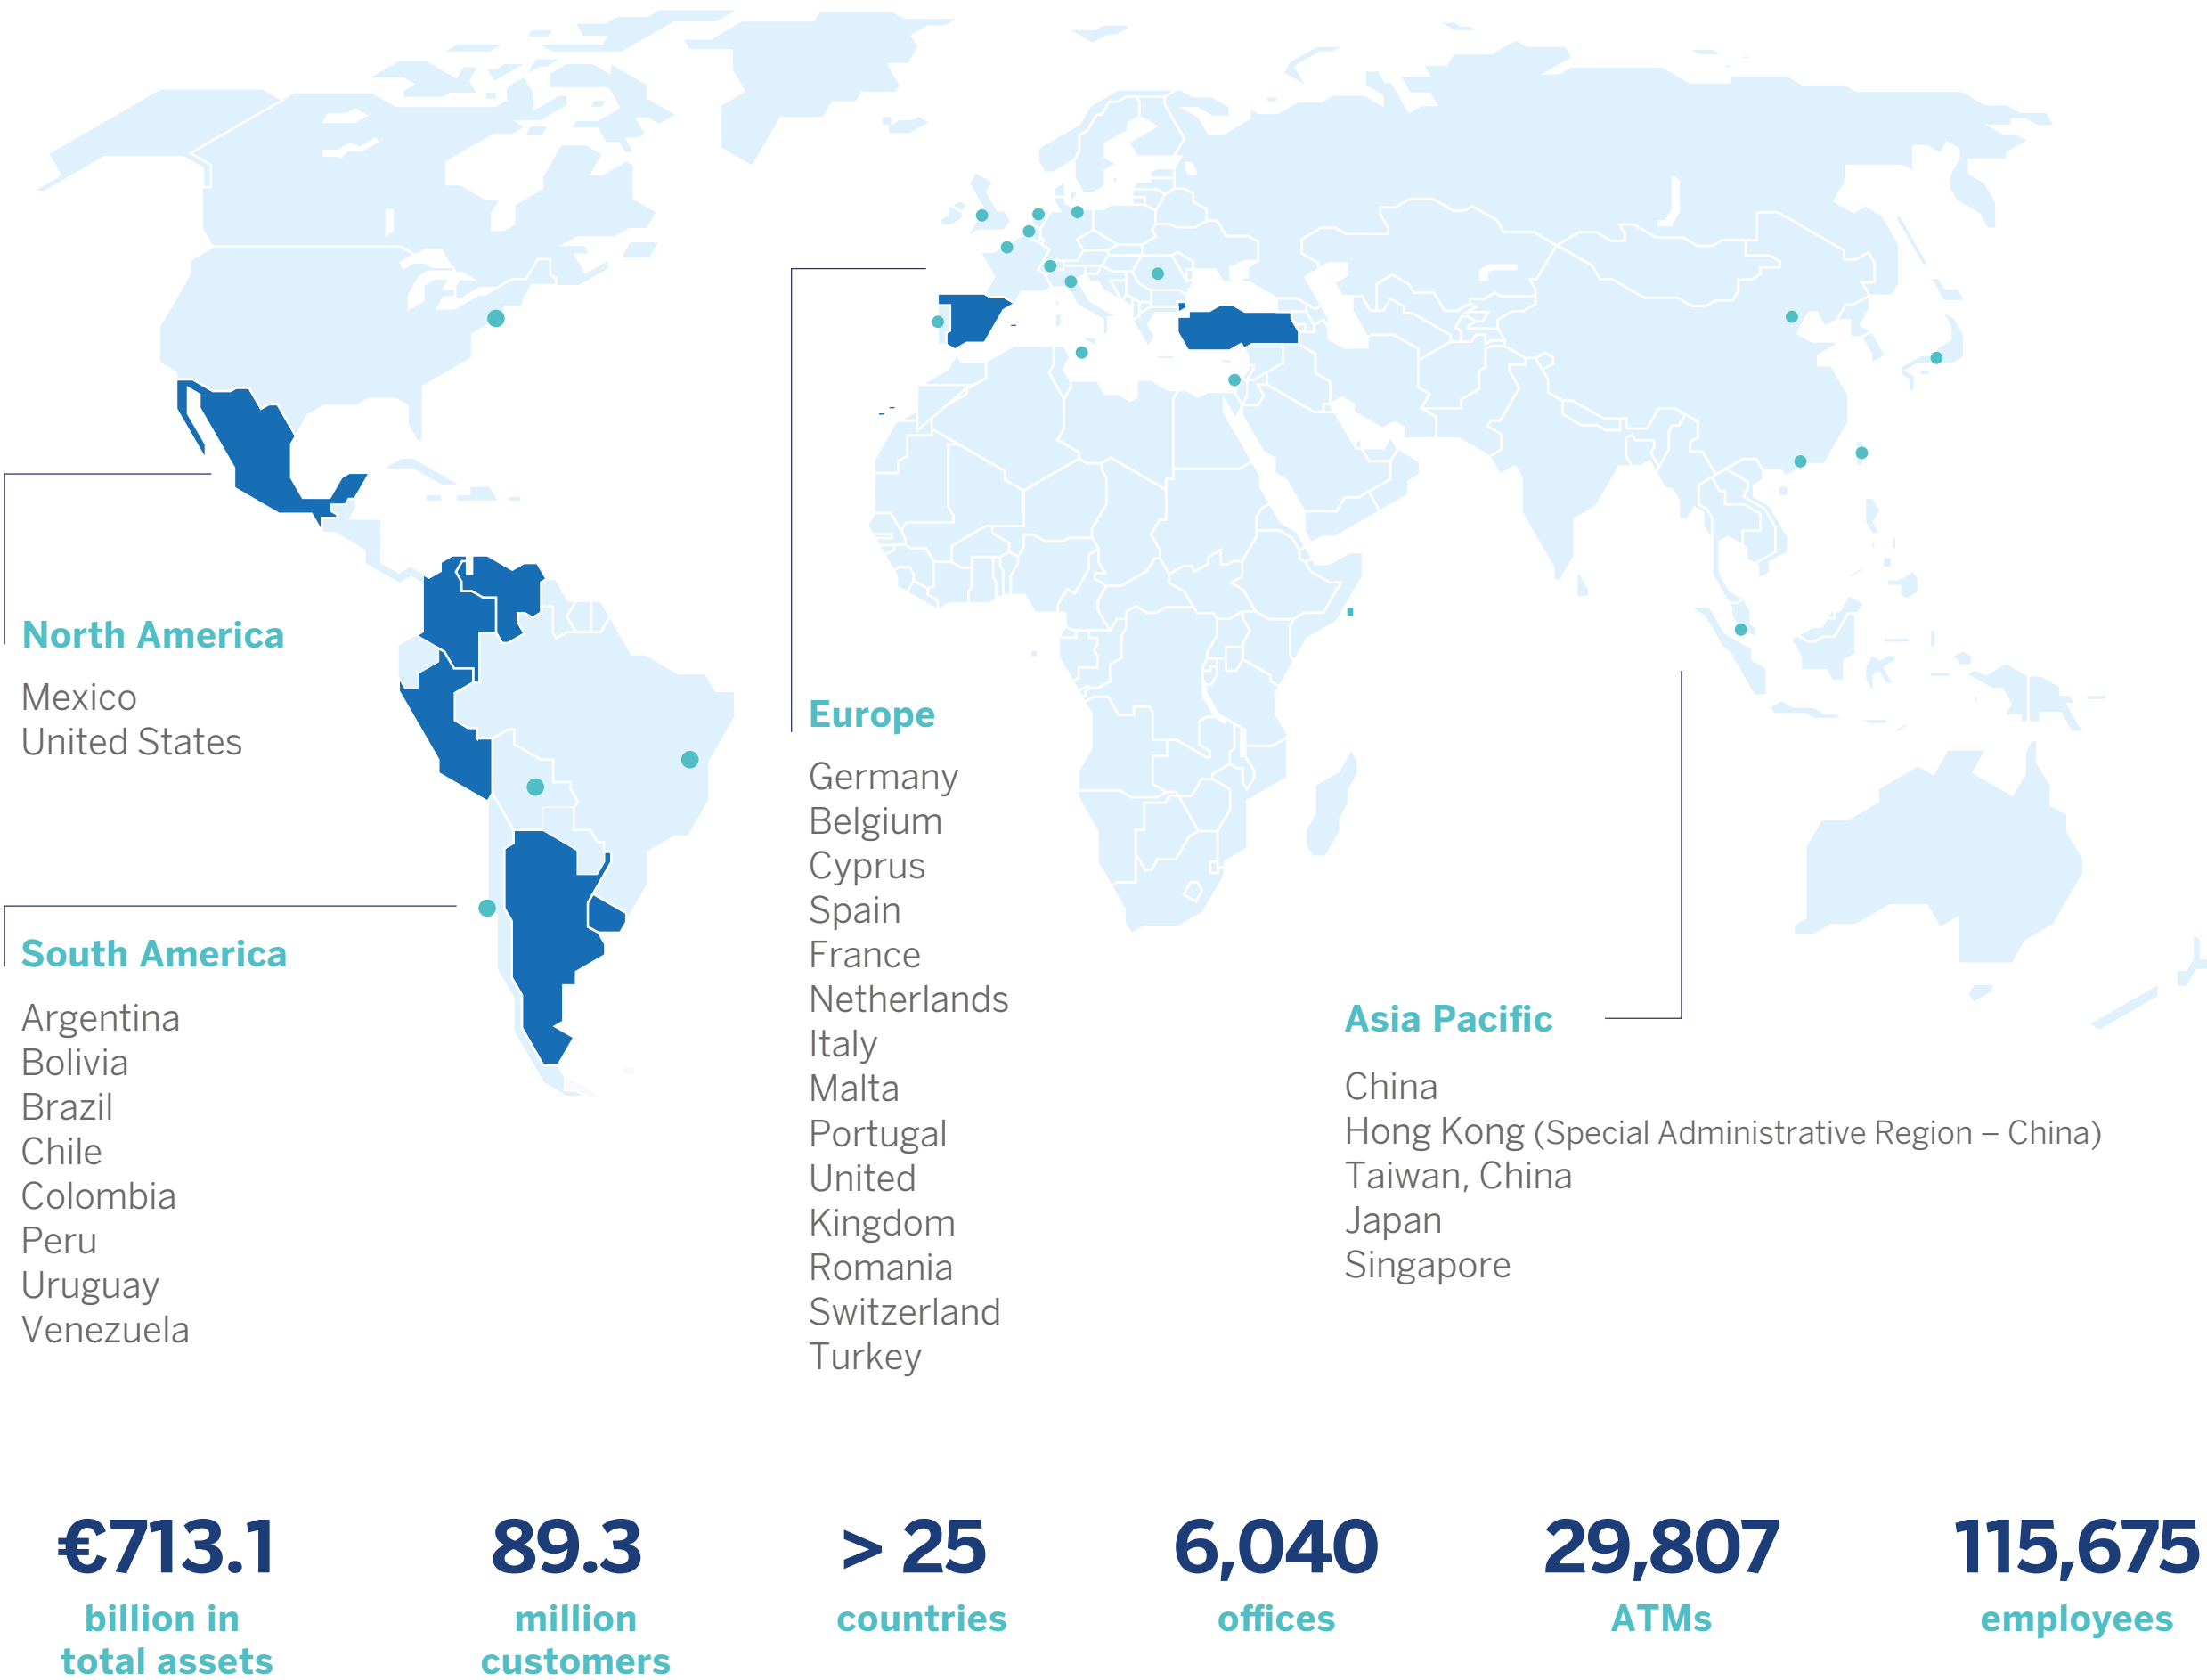 North America
Mexico
United States
South America
Argentina
Bolivia
Brazil
Chile
Colombia
Peru
Uruguay
Venezuela
Europe
Germany
Belgium
Cyprus
Spain
France
Netherlands
Italy
Malta
Portugal
United
Kingdom
Romania
Switzerland
Turkey
Asia Pacific
China
Hong Kong (Special Administrative Region – China)
Taiwan, China
Japan
Singapore
€713.1
billion in
total assets
89.3
million
customers
> 25
countries
6,040
offices
29,807
ATMs
115,675
employees